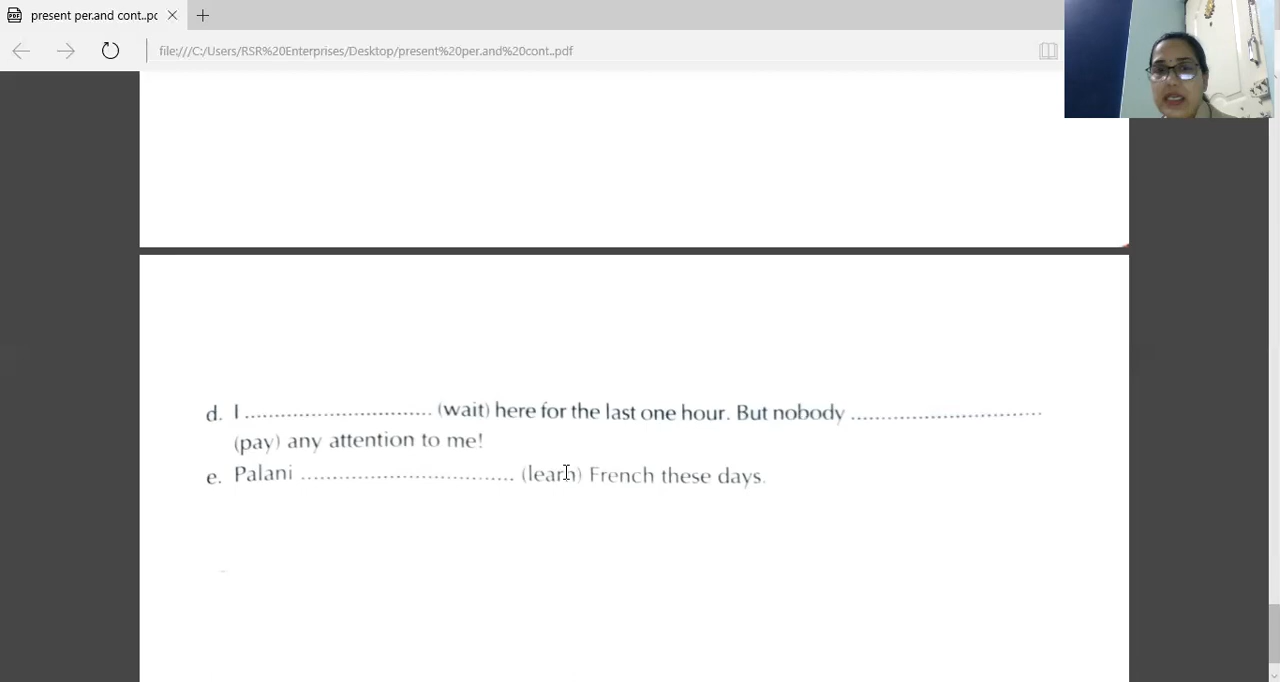 present per.and cont..pc
file:///C:/Users/RSR%20Enterprises/Desktop/present%20per.and%20cont..pdf
d. I ................................ (wait) here for the last one hour. But nobody ................................
(pay) any attention to me!
e. Palani ................................ (learn) French these days.